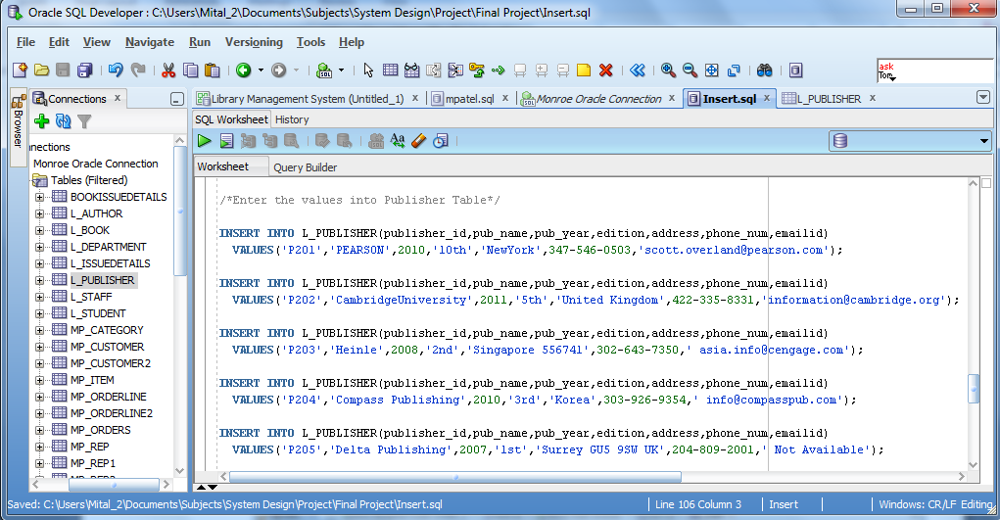 Oracle SQL Developer : C:\Users\Mital_2\Documents\Subjects\System Design\Project\Final Project\Insert.sql
File Edit View Navigate Run Versioning Tools Help
SQL
ask
Tom
Connections
Library Management System (Untitled_1)
mpatel.sql
Monroe Oracle Connection
Insert.sql
L_PUBLISHER
Browser
SQL Worksheet History
Aa
Worksheet Query Builder
nnections
Monroe Oracle Connection
Tables (Filtered)
BOOKISSUEDETAILS
L_AUTHOR
L_BOOK
L_DEPARTMENT
L_ISSUEDETAILS
L_PUBLISHER
L_STAFF
L_STUDENT
MP_CATEGORY
MP_CUSTOMER
MP_CUSTOMER2
MP_ITEM
MP_ORDERLINE
MP_ORDERLINE2
MP_ORDERS
MP_REP
MP_REP1
/*Enter the values into Publisher Table*/
INSERT INTO L_PUBLISHER(publisher_id,pub_name,pub_year,edition,address,phone_num,emailid)
VALUES('P201','PEARSON',2010,'10th','NewYork',347-546-0503,'scott.overland@pearson.com');
INSERT INTO L_PUBLISHER(publisher_id,pub_name,pub_year,edition,address,phone_num,emailid)
VALUES('P202','CambridgeUniversity',2011,'5th','United Kingdom',422-335-8331,'information@cambridge.org');
INSERT INTO L_PUBLISHER(publisher_id,pub_name,pub_year,edition,address,phone_num,emailid)
VALUES('P203','Heinle',2008,'2nd','Singapore 556741',302-643-7350,' asia.info@cengage.com');
INSERT INTO L_PUBLISHER(publisher_id,pub_name,pub_year,edition,address,phone_num,emailid)
VALUES('P204','Compass Publishing',2010,'3rd','Korea',303-926-9354,' info@compasspub.com');
INSERT INTO L_PUBLISHER(publisher_id,pub_name,pub_year,edition,address,phone_num,emailid)
VALUES('P205','Delta Publishing',2007,'1st','Surrey GU5 9SW UK',204-809-2001,' Not Available');
Saved: C:\Users\Mital_2\Documents\Subjects\System Design\Project\Final Project\Insert.sql
Line 106 Column 3
Insert
Windows: CR/LF Editing